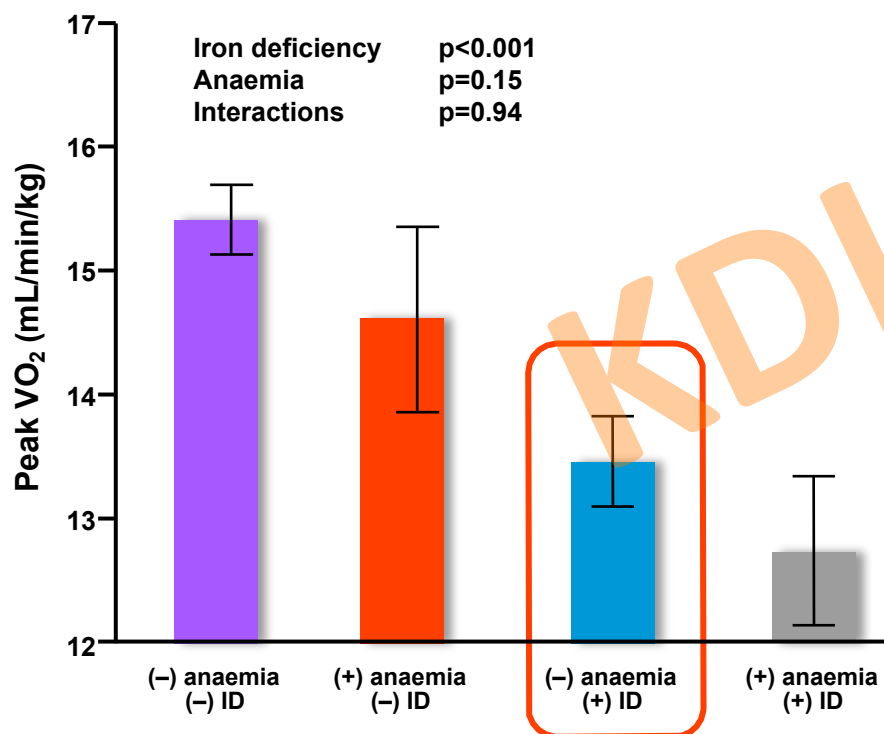 17
Iron deficiency p<0.001
Anaemia p=0.15
Interactions p=0.94
16
15
14
13
12
Peak VO₂ (mL/min/kg)
KDI
(–) anaemia
(–) ID
(+) anaemia
(–) ID
(–) anaemia
(+) ID
(+) anaemia
(+) ID